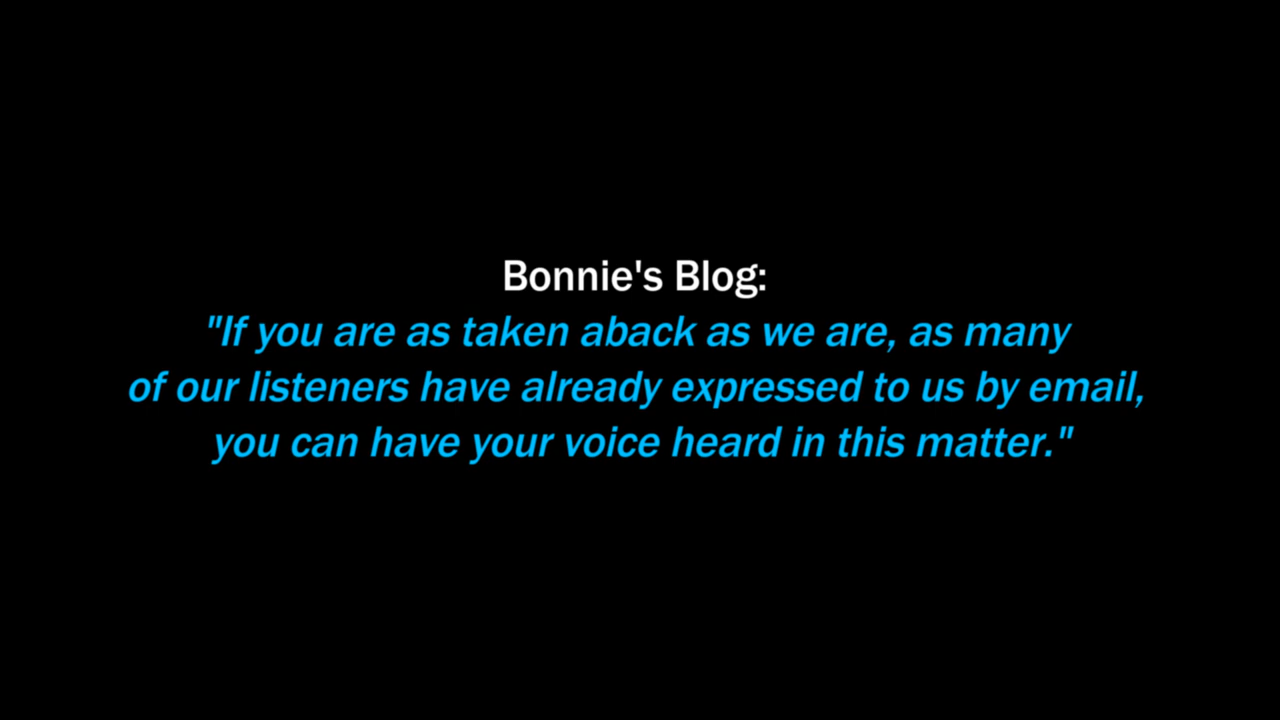 Bonnie's Blog:
"If you are as taken aback as we are, as many
of our listeners have already expressed to us by email,
you can have your voice heard in this matter."